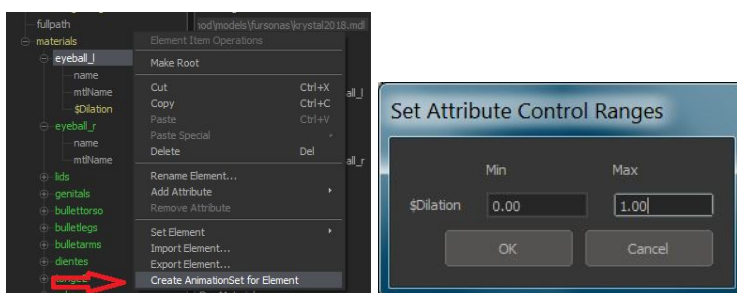 fullpath
nod\models\fursonas\krystal2018.mdl
materials
Element Item Operations
eyeball_l
Make Root
name
mtlName
Cut Ctrl+X
all_l
$Dilation
Copy Ctrl+C
eyeball_r
Paste Ctrl+V
name
Paste Special
mtlName
Delete Del
all_r
lids
Rename Element...
genitals
Add Attribute
bullettorso
Remove Attribute
bulletlegs
Set Element
bulletarms
Import Element...
dientes
Export Element...
Create AnimationSet for Element
Set Attribute Control Ranges
Min Max
$Dilation 0.00 1.00
OK Cancel